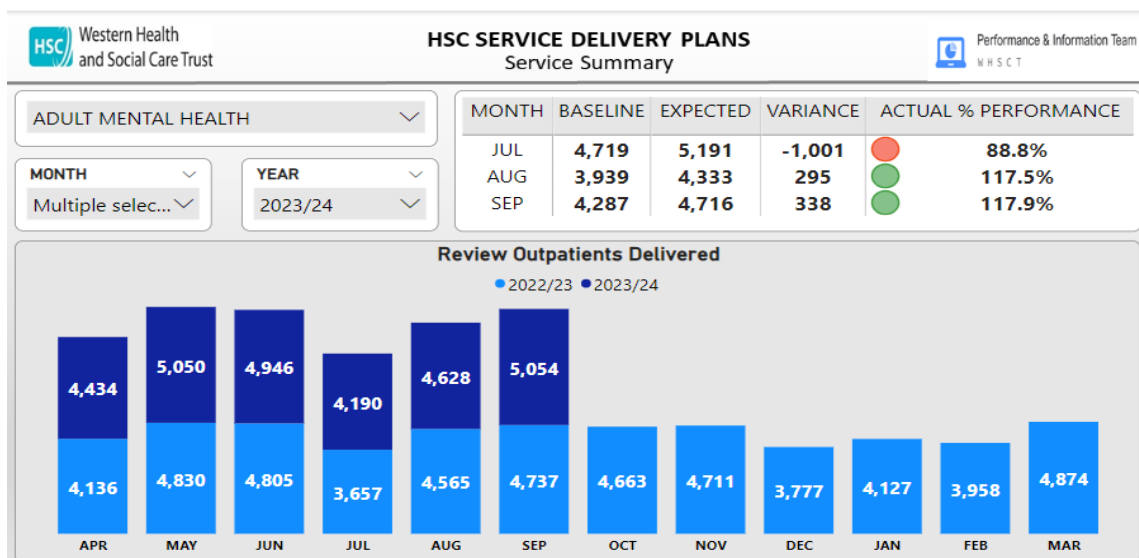 HSC Western Health and Social Care Trust
HSC SERVICE DELIVERY PLANS
Service Summary
Performance & Information Team
WHSCT
ADULT MENTAL HEALTH
MONTH
Multiple selec...
YEAR
2023/24
MONTH BASELINE EXPECTED VARIANCE ACTUAL % PERFORMANCE
JUL 4,719 5,191 -1,001 88.8%
AUG 3,939 4,333 295 117.5%
SEP 4,287 4,716 338 117.9%
Review Outpatients Delivered
2022/23 2023/24
4,434 5,050 4,946 4,190 4,628 5,054
4,136 4,830 4,805 3,657 4,565 4,737 4,663 4,711 3,777 4,127 3,958 4,874
APR MAY JUN JUL AUG SEP OCT NOV DEC JAN FEB MAR